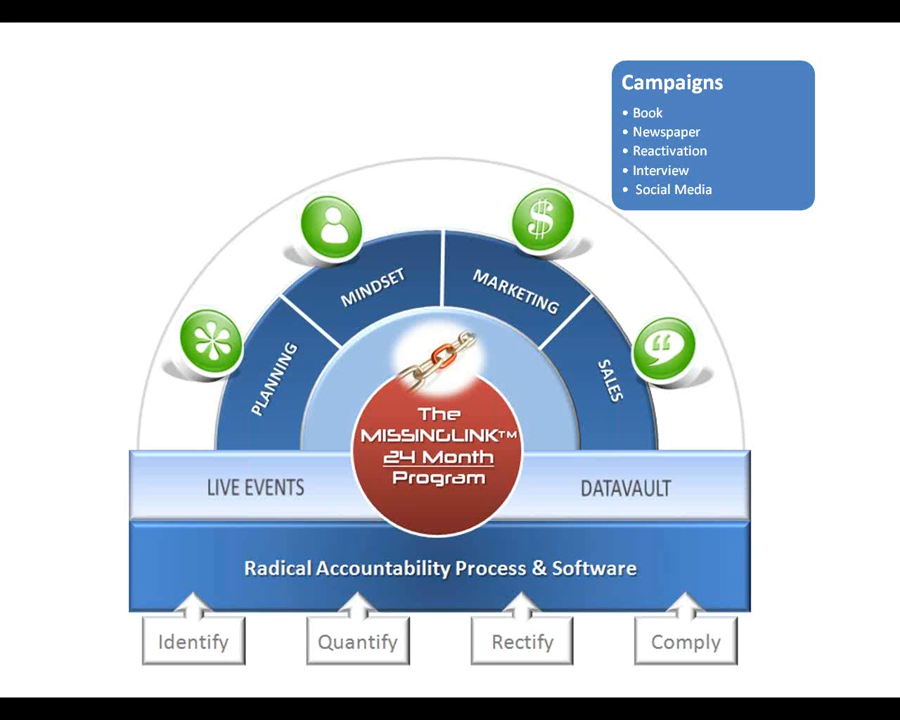 Campaigns
• Book
• Newspaper
• Reactivation
• Interview
• Social Media
$
MINDSET
MARKETING
PLANNING
SALES
The
MISSINGLINK™
24 Month
Program
LIVE EVENTS
DATAVAULT
Radical Accountability Process & Software
Identify
Quantify
Rectify
Comply